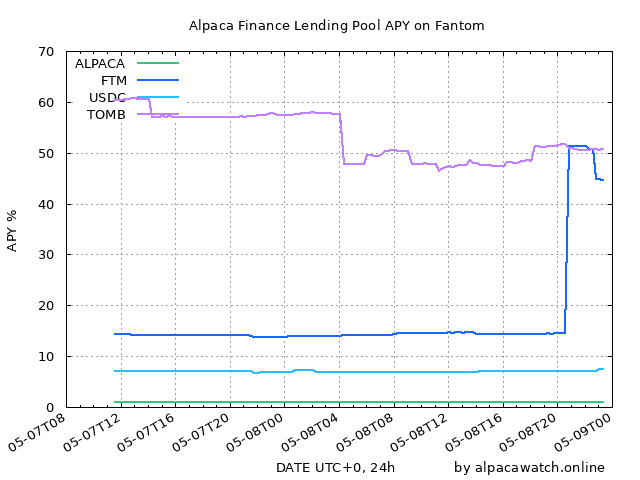 Alpaca Finance Lending Pool APY on Fantom
70
60
50
40
30
20
10
0
APY %
ALPACA
FTM
USDC
TOMB
05-07T08
05-07T12
05-07T16
05-07T20
05-08T00
05-08T04
05-08T08
05-08T12
05-08T16
05-08T20
05-09T00
DATE UTC+0, 24h
by alpacawatch.online